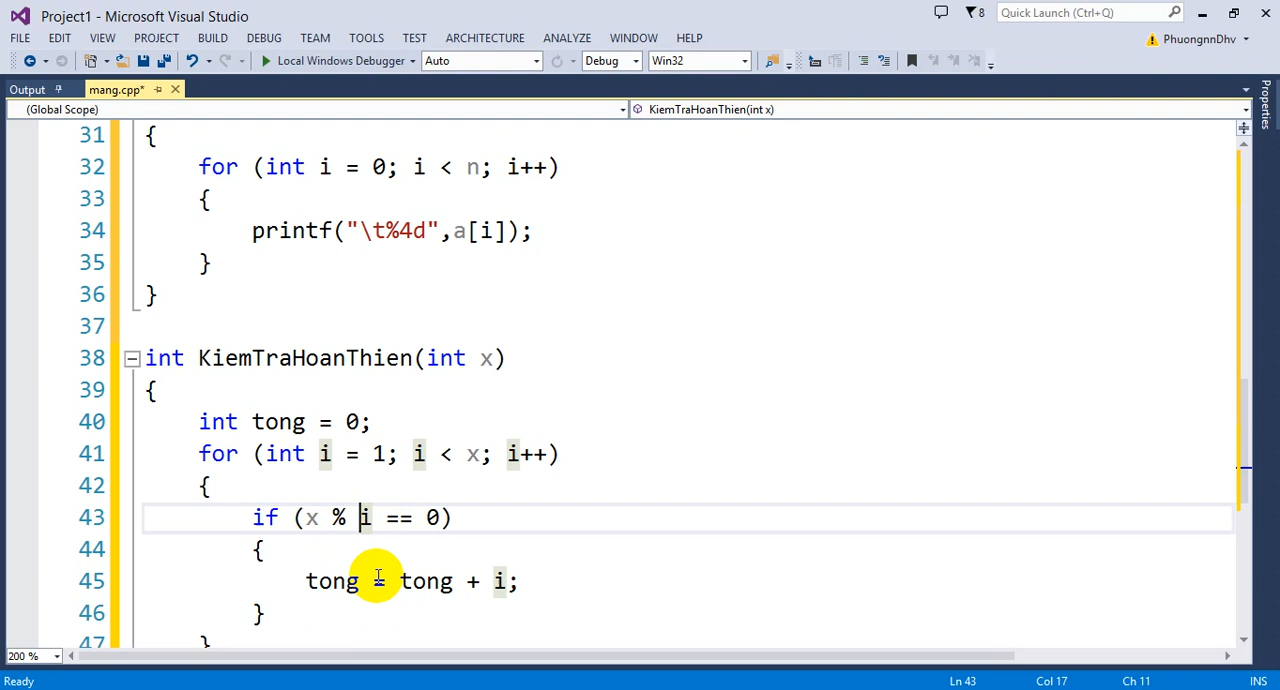 Project1 - Microsoft Visual Studio
8
Quick Launch (Ctrl+Q)
FILE EDIT VIEW PROJECT BUILD DEBUG TEAM TOOLS TEST ARCHITECTURE ANALYZE WINDOW HELP
PhuongnnDhv
Local Windows Debugger Auto Debug Win32
Output mang.cpp*
Properties
(Global Scope) KiemTraHoanThien(int x)
31 {
32 for (int i = 0; i < n; i++)
33 {
34 printf("\t%4d",a[i]);
35 }
36 }
37
38 int KiemTraHoanThien(int x)
39 {
40 int tong = 0;
41 for (int i = 1; i < x; i++)
42 {
43 if (x % i == 0)
44 {
45 tong = tong + i;
46 }
47 }
200 %
Ready Ln 43 Col 17 Ch 11 INS